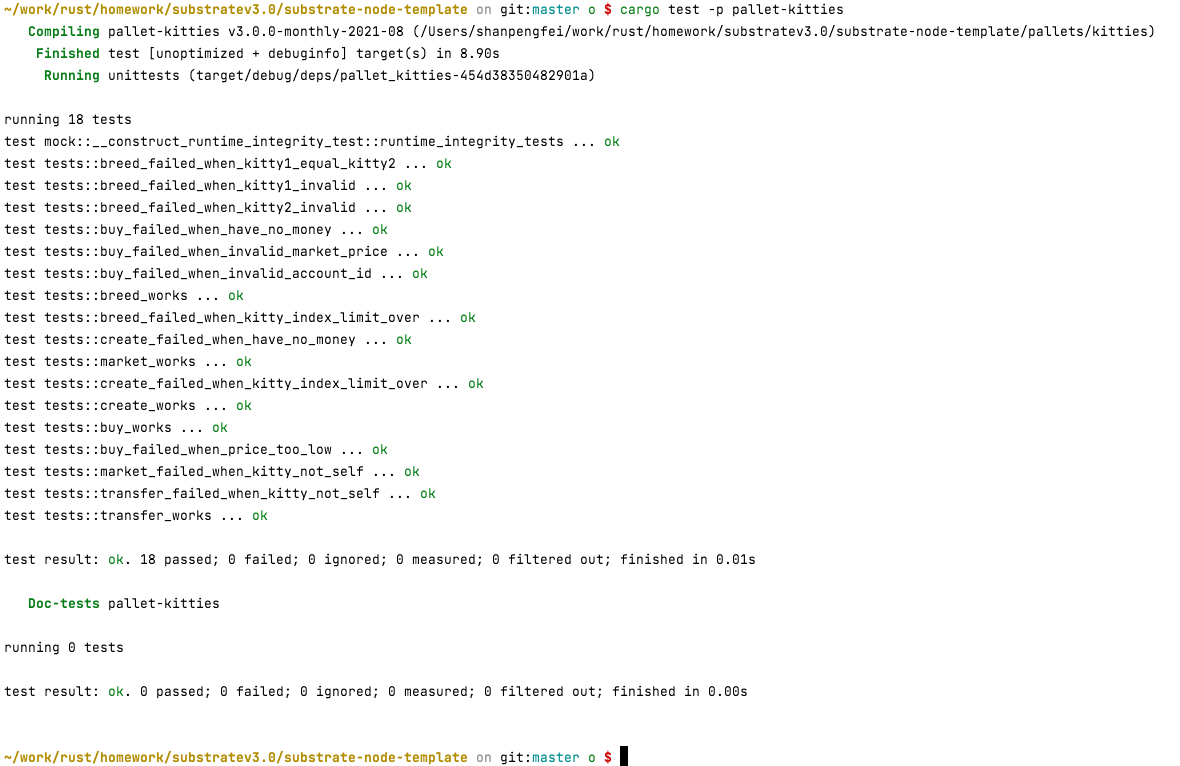 ~/work/rust/homework/substratev3.0/substrate-node-template on git:master o $ cargo test -p pallet-kitties
   Compiling pallet-kitties v3.0.0-monthly-2021-08 (/Users/shanpengfei/work/rust/homework/substratev3.0/substrate-node-template/pallets/kitties)
    Finished test [unoptimized + debuginfo] target(s) in 8.90s
     Running unittests (target/debug/deps/pallet_kitties-454d38350482901a)

running 18 tests
test mock::__construct_runtime_integrity_test::runtime_integrity_tests ... ok
test tests::breed_failed_when_kitty1_equal_kitty2 ... ok
test tests::breed_failed_when_kitty1_invalid ... ok
test tests::breed_failed_when_kitty2_invalid ... ok
test tests::buy_failed_when_have_no_money ... ok
test tests::buy_failed_when_invalid_market_price ... ok
test tests::buy_failed_when_invalid_account_id ... ok
test tests::breed_works ... ok
test tests::breed_failed_when_kitty_index_limit_over ... ok
test tests::create_failed_when_have_no_money ... ok
test tests::market_works ... ok
test tests::create_failed_when_kitty_index_limit_over ... ok
test tests::create_works ... ok
test tests::buy_works ... ok
test tests::buy_failed_when_price_too_low ... ok
test tests::market_failed_when_kitty_not_self ... ok
test tests::transfer_failed_when_kitty_not_self ... ok
test tests::transfer_works ... ok

test result: ok. 18 passed; 0 failed; 0 ignored; 0 measured; 0 filtered out; finished in 0.01s

   Doc-tests pallet-kitties

running 0 tests

test result: ok. 0 passed; 0 failed; 0 ignored; 0 measured; 0 filtered out; finished in 0.00s

~/work/rust/homework/substratev3.0/substrate-node-template on git:master o $